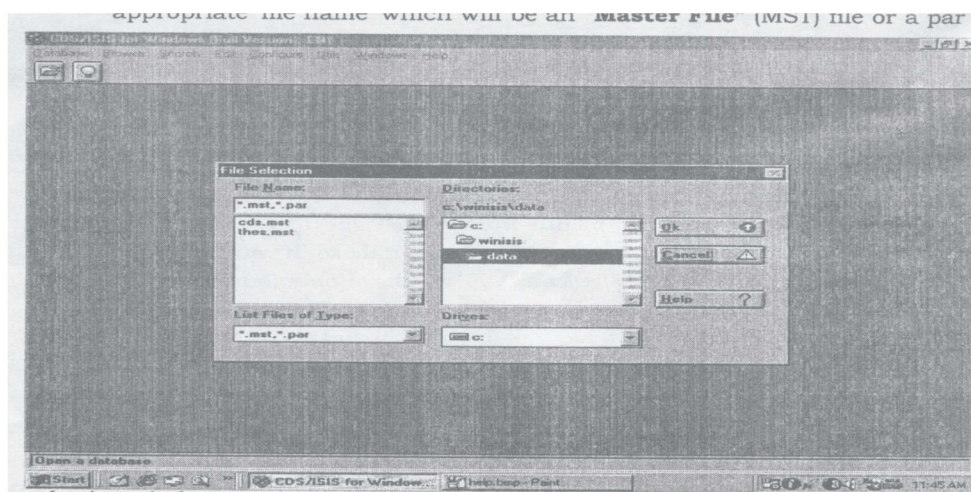 appropriate file name which will be an "Master File" (MST) file or a par
CDS/ISIS for Windows (Full Version)
Database Browse Search Edit Configure Utils Windows Help
File Selection
File Name:
*.mst,*.par
cds.mst
thes.mst
List Files of Type:
*.mst,*.par
Directories:
c:\winisis\data
c:
winisis
data
Drives:
c:
Ok
Cancel
Help
Open a database
Start
CDS/ISIS for Window...
help.bmp - Paint
11:45 AM